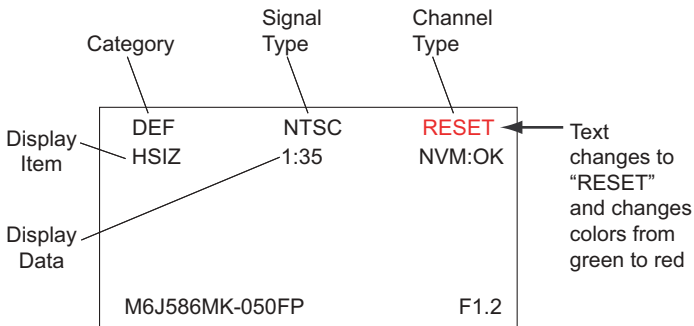 Category
Signal
Type
Channel
Type
Display
Item
DEF
NTSC
RESET
HSIZ
1:35
NVM:OK
Text
changes to
“RESET”
and changes
colors from
green to red
Display
Data
M6J586MK-050FP
F1.2